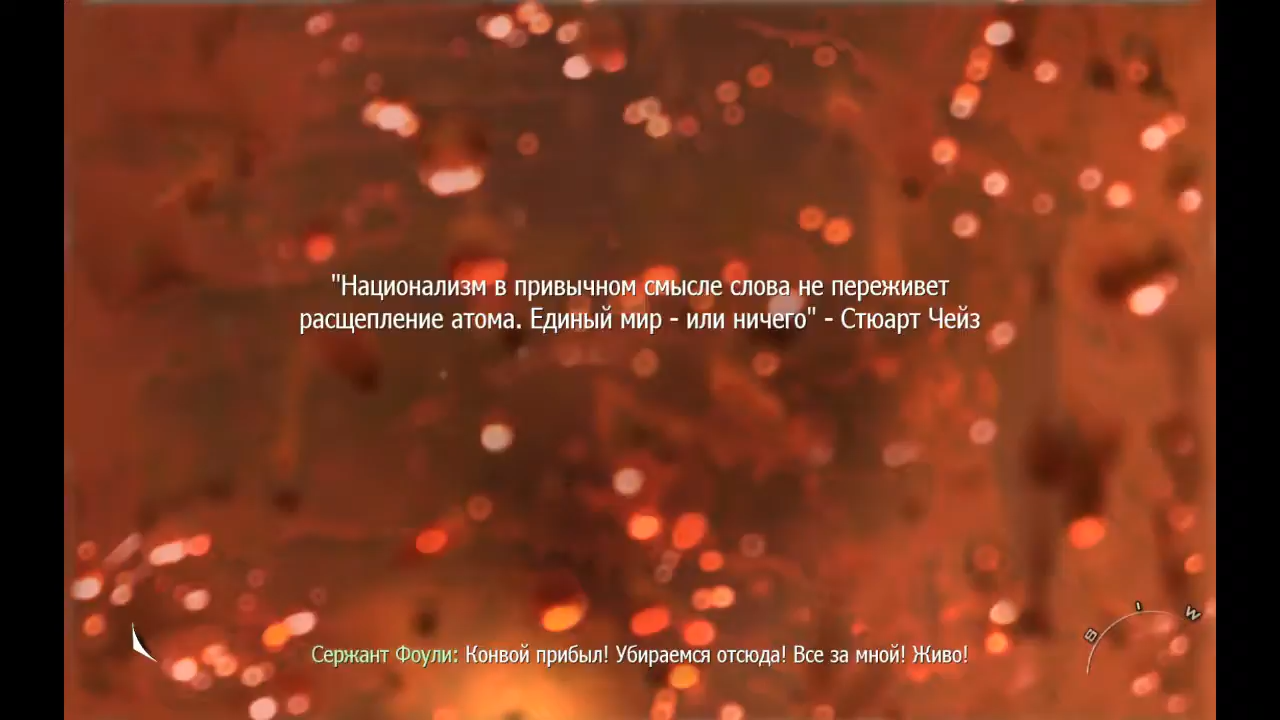 "Национализм в привычном смысле слова не переживет
расщепление атома. Единый мир - или ничего" - Стюарт Чейз
В I W
Сержант Фоули: Конвой прибыл! Убираемся отсюда! Все за мной! Живо!